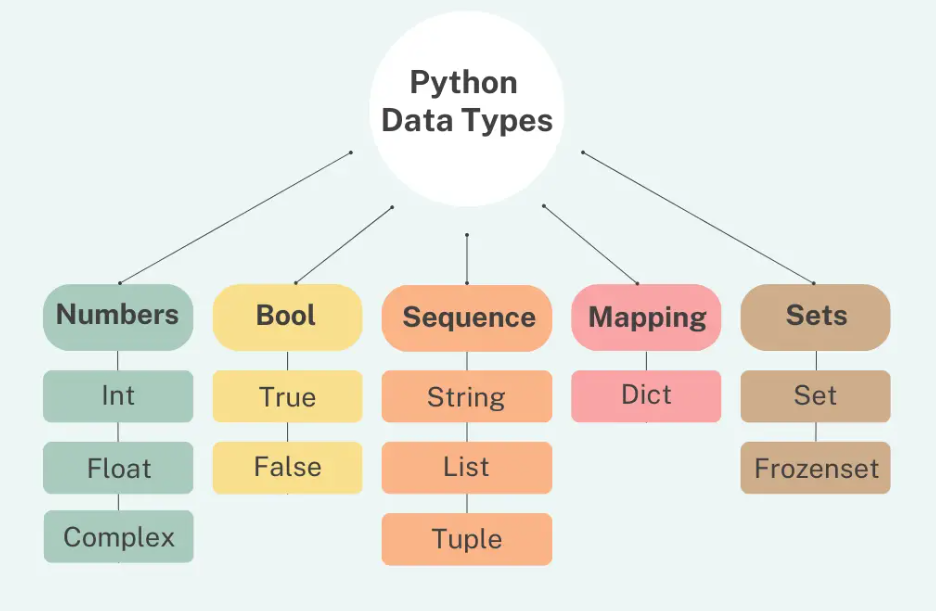 Python
Data Types
Numbers
Bool
Sequence
Mapping
Sets
Int
True
String
Dict
Set
Float
False
List
Frozenset
Complex
Tuple